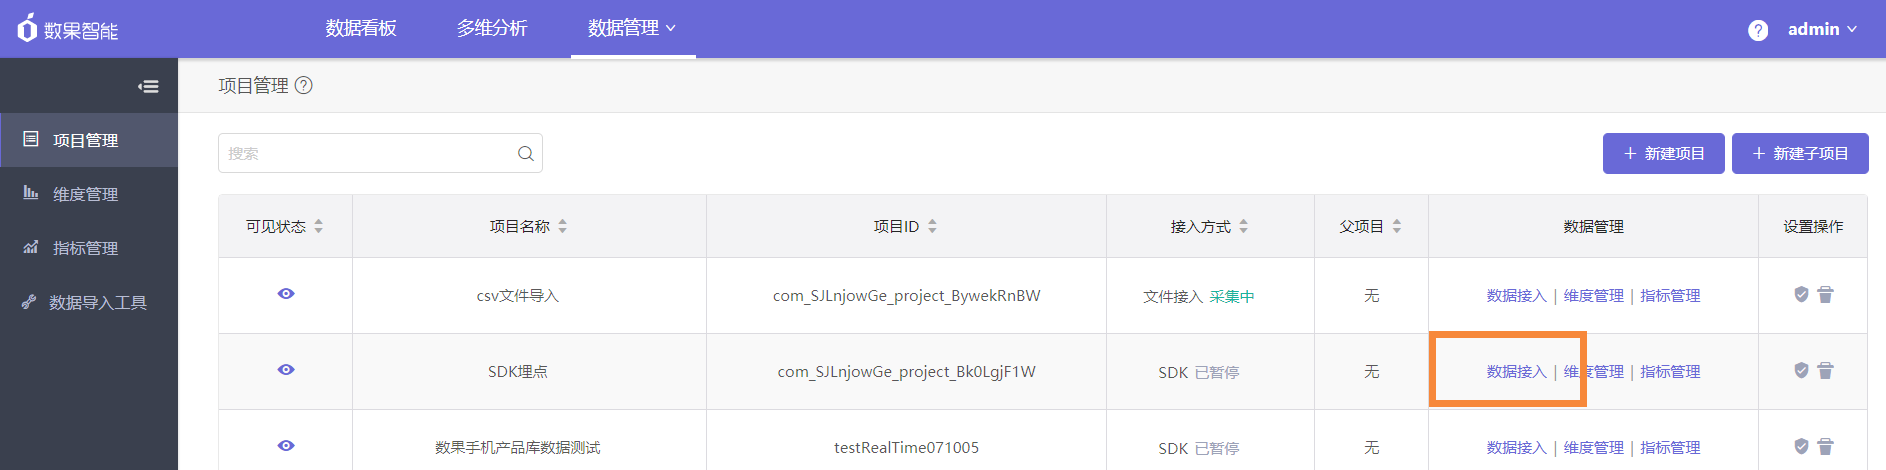 数果智能 数据看板 多维分析 数据管理 ? admin
项目管理 ?
项目管理
维度管理
指标管理
数据导入工具
搜索
+ 新建项目 + 新建子项目
可见状态 项目名称 项目ID 接入方式 父项目 数据管理 设置操作
csv文件导入 com_SJLnjowGe_project_BywekRnBW 文件接入 采集中 无 数据接入 | 维度管理 | 指标管理
SDK埋点 com_SJLnjowGe_project_Bk0LgjF1W SDK 已暂停 无 数据接入 | 维度管理 | 指标管理
数果手机产品库数据测试 testRealTime071005 SDK 已暂停 无 数据接入 | 维度管理 | 指标管理